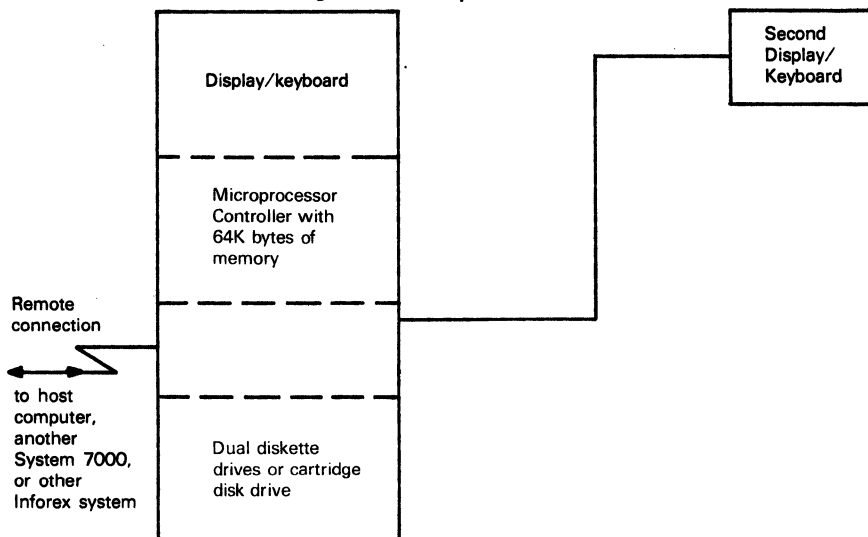 Display/keyboard
Second
Display/
Keyboard
Microprocessor
Controller with
64K bytes of
memory
Remote
connection
to host
computer,
another
System 7000,
or other
Inforex system
Dual diskette
drives or cartridge
disk drive